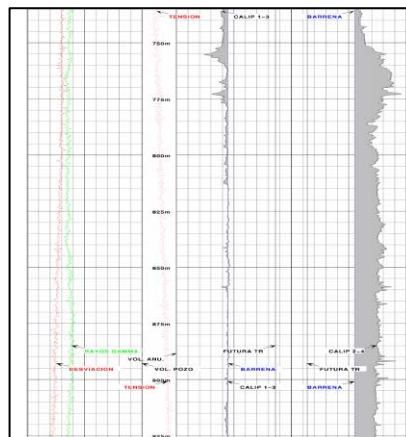 TENSION CALIP 1-3 BARRENA
750m
775m
800m
825m
850m
875m
RAYOS GAMMA FUTURA TR CALIP 2-4
VOL. ANU.
DESVIACION VOL. POZO BARRENA FUTURA TR
900m
TENSION CALIP 1-3 BARRENA
925m